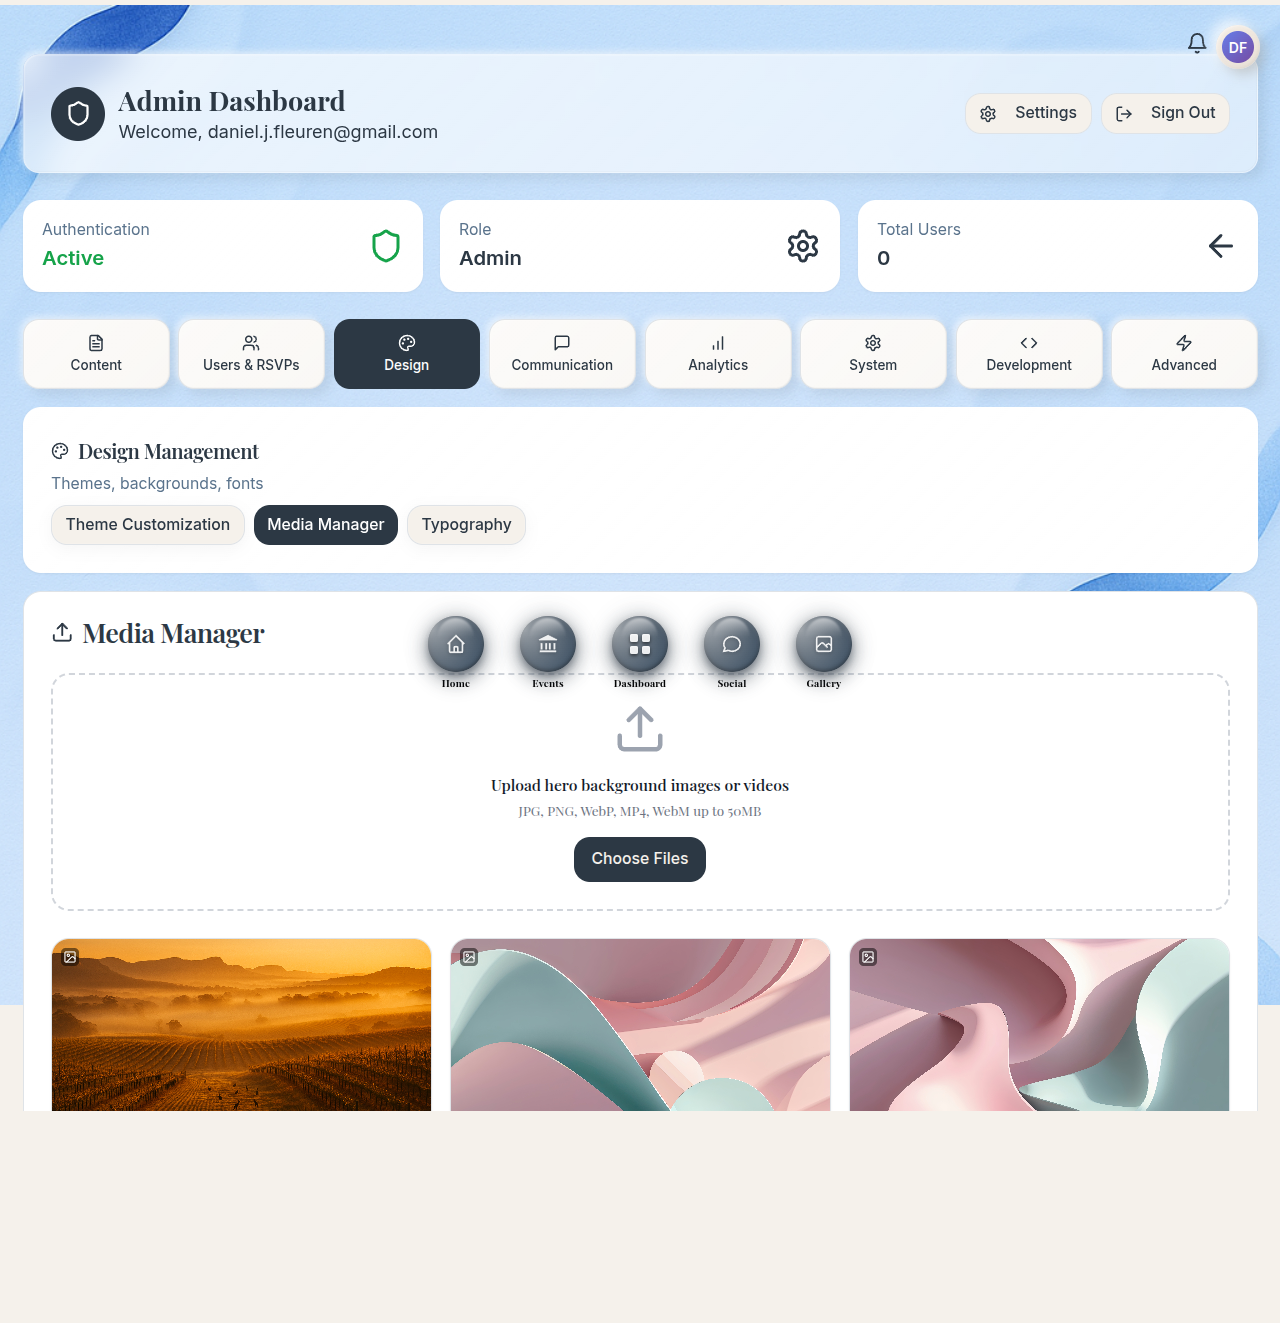 DF
Admin Dashboard
Welcome, daniel.j.fleuren@gmail.com
Settings
Sign Out
Authentication
Active
Role
Admin
Total Users
0
Content
Users & RSVPs
Design
Communication
Analytics
System
Development
Advanced
Design Management
Themes, backgrounds, fonts
Theme Customization
Media Manager
Typography
Media Manager
Home
Events
Dashboard
Social
Gallery
Upload hero background images or videos
JPG, PNG, WebP, MP4, WebM up to 50MB
Choose Files